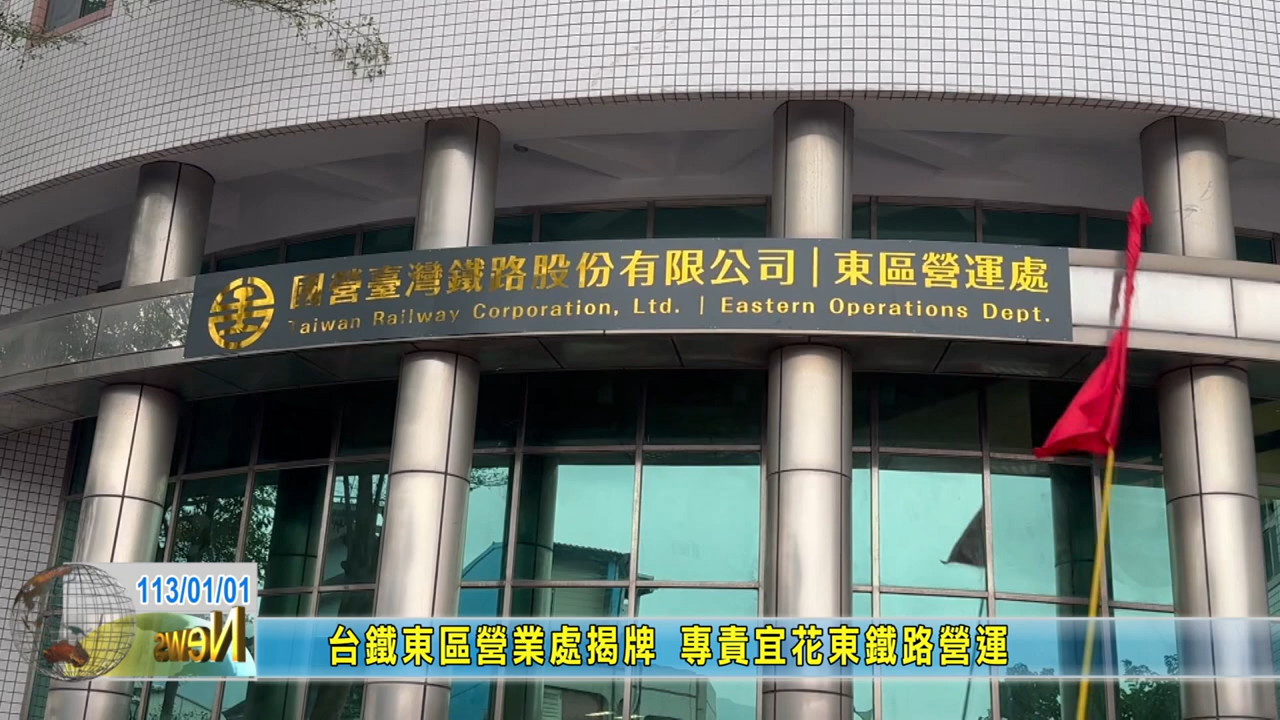 國營臺灣鐵路股份有限公司 | 東區營運處
Taiwan Railway Corporation, Ltd. | Eastern Operations Dept.
113/01/01
News
台鐵東區營業處揭牌 專責宜花東鐵路營運